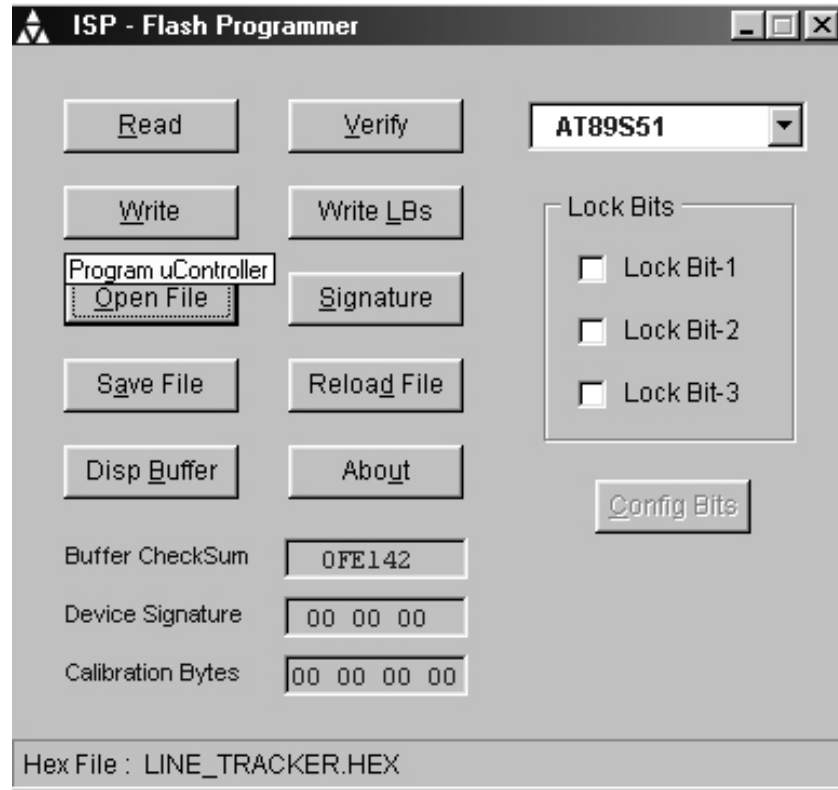 ISP - Flash Programmer
Read
Verify
AT89S51
Write
Write LBs
Lock Bits
Program uController
Lock Bit-1
Open File
Signature
Lock Bit-2
Save File
Reload File
Lock Bit-3
Disp Buffer
About
Config Bits
Buffer CheckSum
0FE142
Device Signature
00 00 00
Calibration Bytes
00 00 00 00
Hex File : LINE_TRACKER.HEX